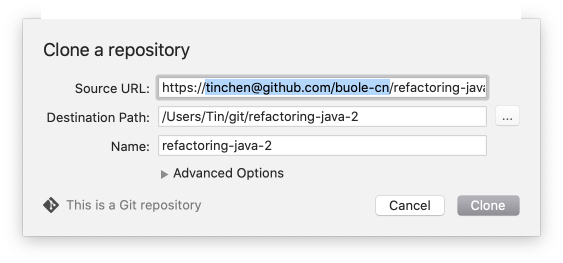 Clone a repository
Source URL: https://tinchen@github.com/buole-cn/refactoring-java
Destination Path: /Users/Tin/git/refactoring-java-2 ...
Name: refactoring-java-2
Advanced Options
This is a Git repository Cancel Clone